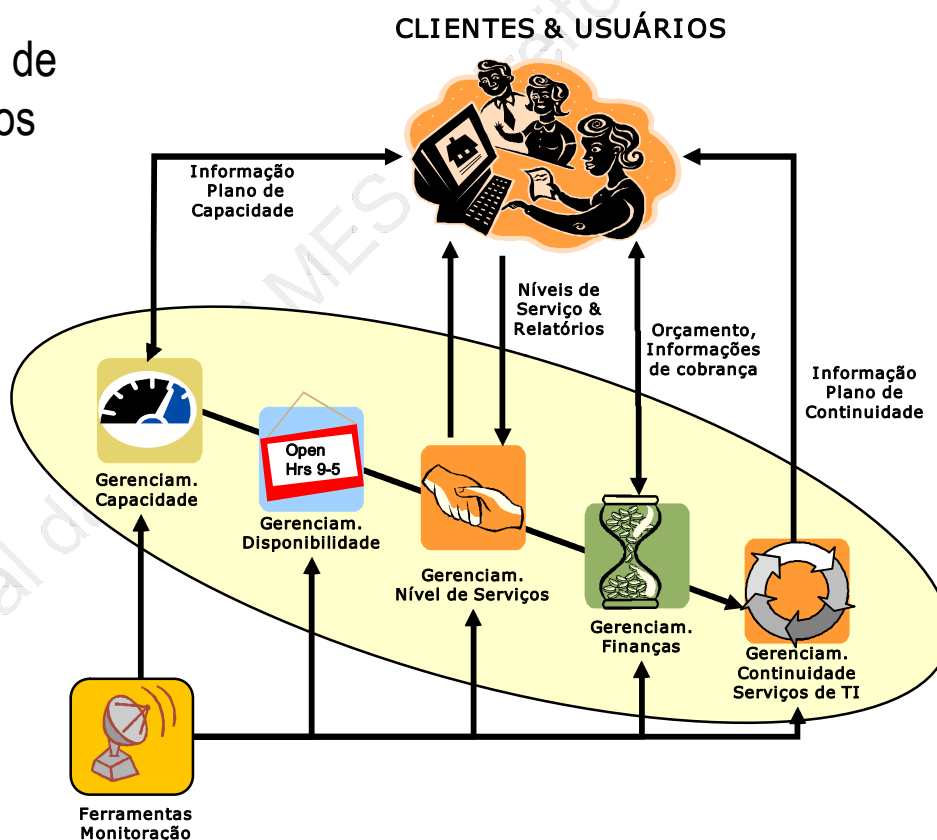 CLIENTES & USUÁRIOS
de
os
Informação
Plano de
Capacidade
Níveis de
Serviço &
Relatórios
Orçamento,
Informações
de cobrança
Informação
Plano de
Continuidade
Open
Hrs 9-5
Gerenciam.
Capacidade
Gerenciam.
Disponibilidade
Gerenciam.
Nível de Serviços
Gerenciam.
Finanças
Gerenciam.
Continuidade
Serviços de TI
Ferramentas
Monitoração